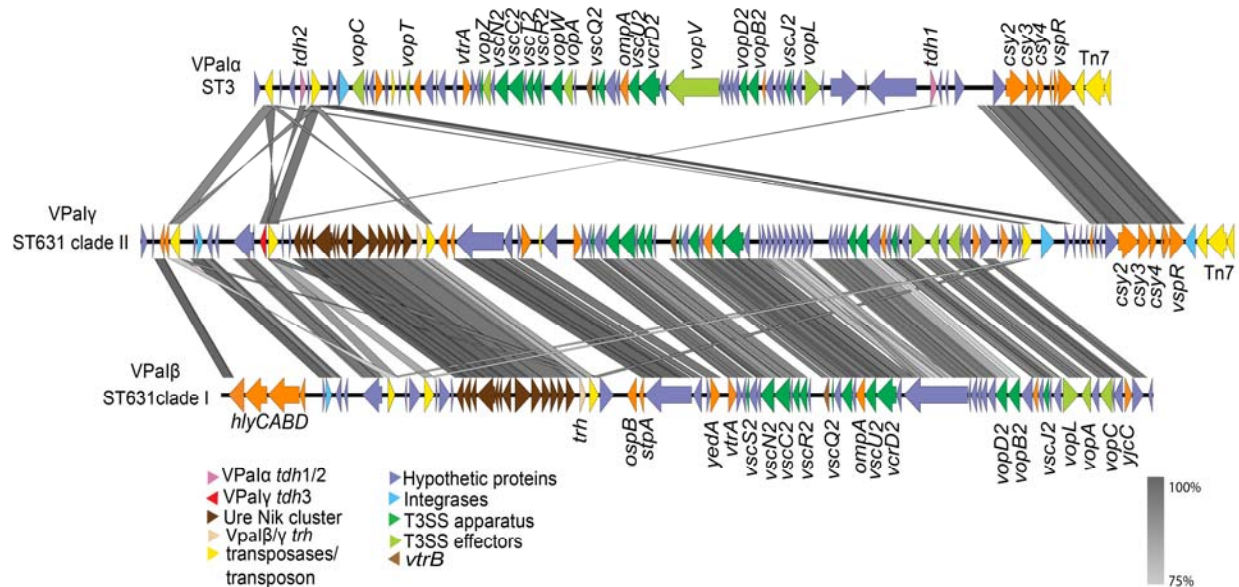 VPaIα
ST3
tdh2
vopC
vopT
vtrA
vopZ
vscN2
vscC2
vscT2
vscR2
vopW
vopA
vscQ2
ompA
vscU2
vcrD2
vopV
vopD2
vopB2
vscJ2
vopL
tdh1
csy2
csy3
csy4
vspR
Tn7
VPaIγ
ST631 clade II
csy2
csy3
csy4
vspR
Tn7
VPaIβ
ST631clade I
hlyCABD
trh
ospB
stpA
yedA
vtrA
vscS2
vscN2
vscC2
vscR2
vscQ2
ompA
vscU2
vcrD2
vopD2
vopB2
vscJ2
vopL
vopA
vopC
yjcC
VPaIα tdh1/2
VPaIγ tdh3
Ure Nik cluster
VpaIβ/γ trh
transposases/
transposon
Hypothetic proteins
Integrases
T3SS apparatus
T3SS effectors
vtrB
100%
75%